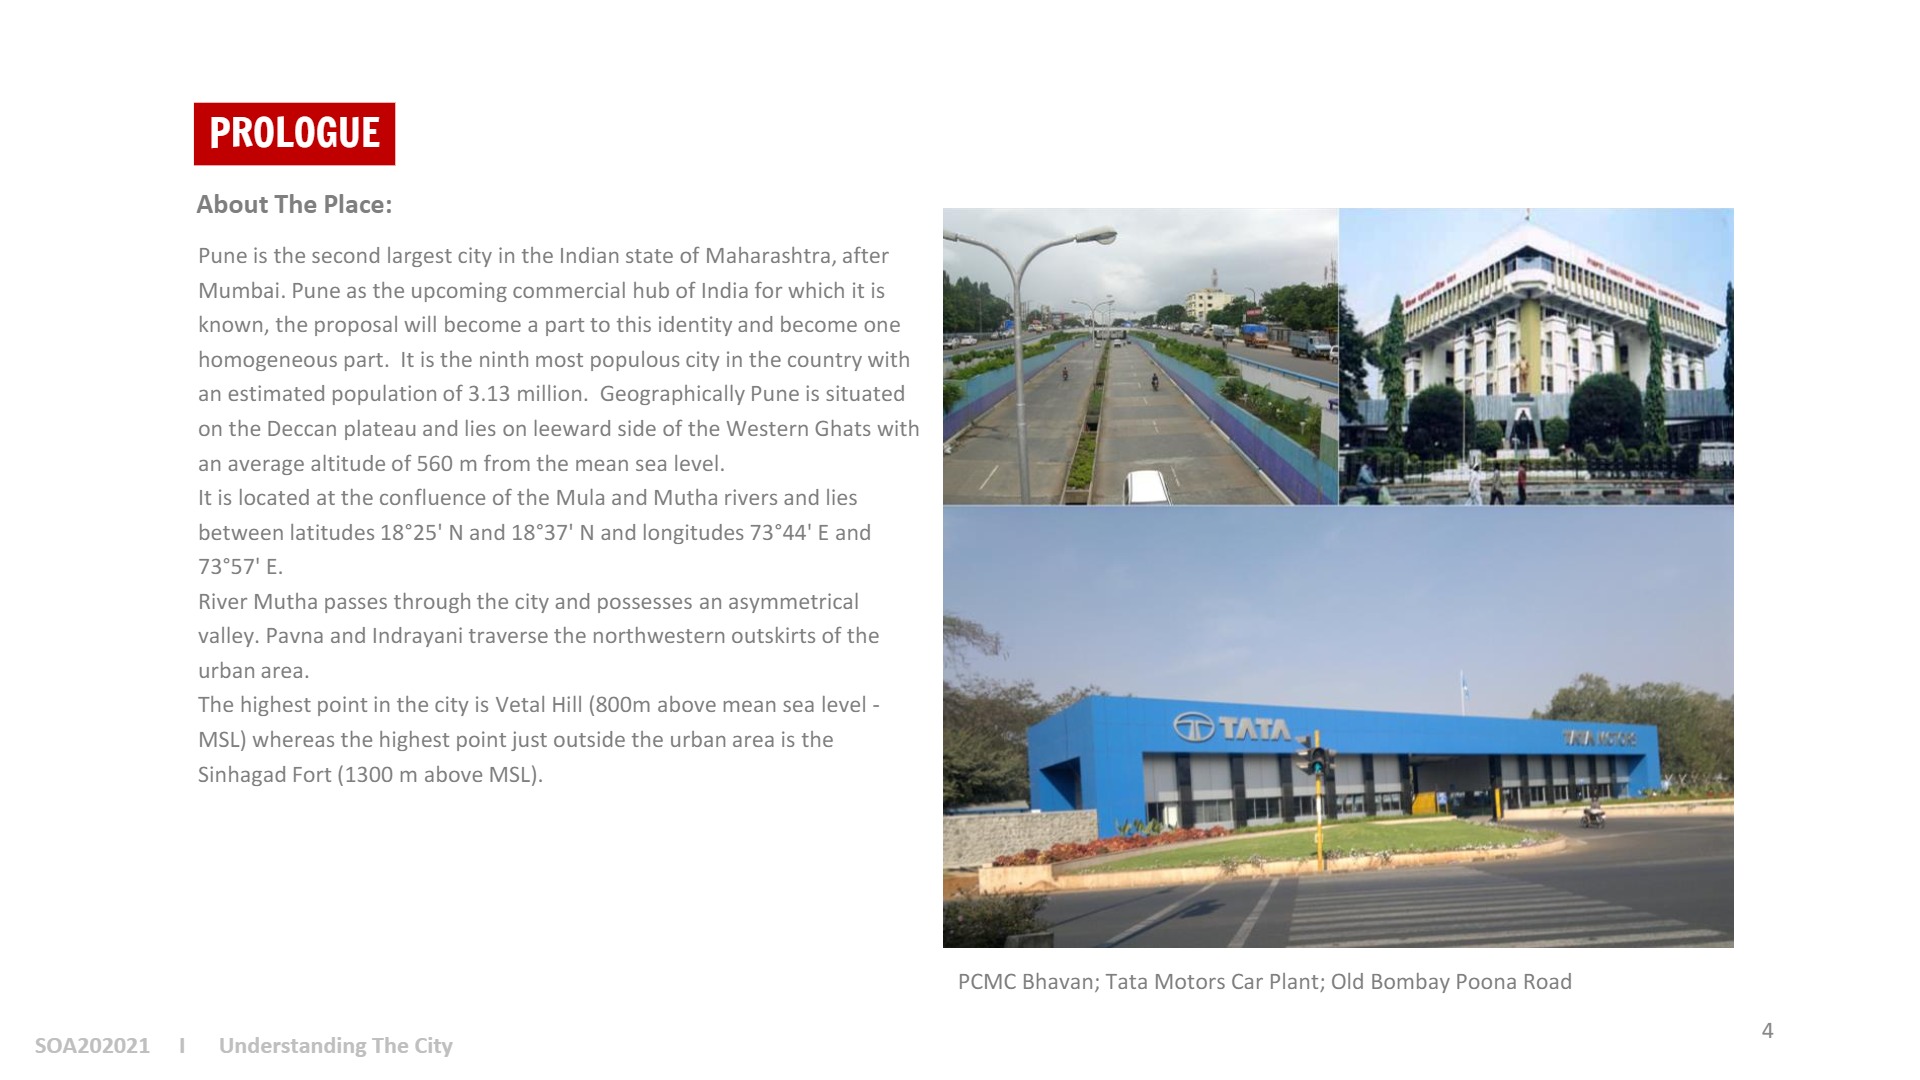 PROLOGUE
About The Place:
Pune is the second largest city in the Indian state of Maharashtra, after
Mumbai. Pune as the upcoming commercial hub of India for which it is
known, the proposal will become a part to this identity and become one
homogeneous part.  It is the ninth most populous city in the country with
an estimated population of 3.13 million.  Geographically Pune is situated
on the Deccan plateau and lies on leeward side of the Western Ghats with
an average altitude of 560 m from the mean sea level.
It is located at the confluence of the Mula and Mutha rivers and lies
between latitudes 18°25' N and 18°37' N and longitudes 73°44' E and
73°57' E.
River Mutha passes through the city and possesses an asymmetrical
valley. Pavna and Indrayani traverse the northwestern outskirts of the
urban area.
The highest point in the city is Vetal Hill (800m above mean sea level -
MSL) whereas the highest point just outside the urban area is the
Sinhagad Fort (1300 m above MSL).
TATA
TATA MOTORS
PCMC Bhavan; Tata Motors Car Plant; Old Bombay Poona Road
4
SOA202021 I Understanding The City